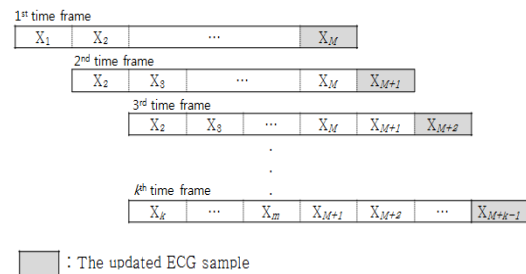 1st time frame
X1 X2 ... XM
2nd time frame
X2 X3 ... XM XM+1
3rd time frame
X2 X3 ... XM XM+1 XM+2
.
.
.
kth time frame
Xk ... Xm XM+1 XM+2 ... XM+k-1
: The updated ECG sample